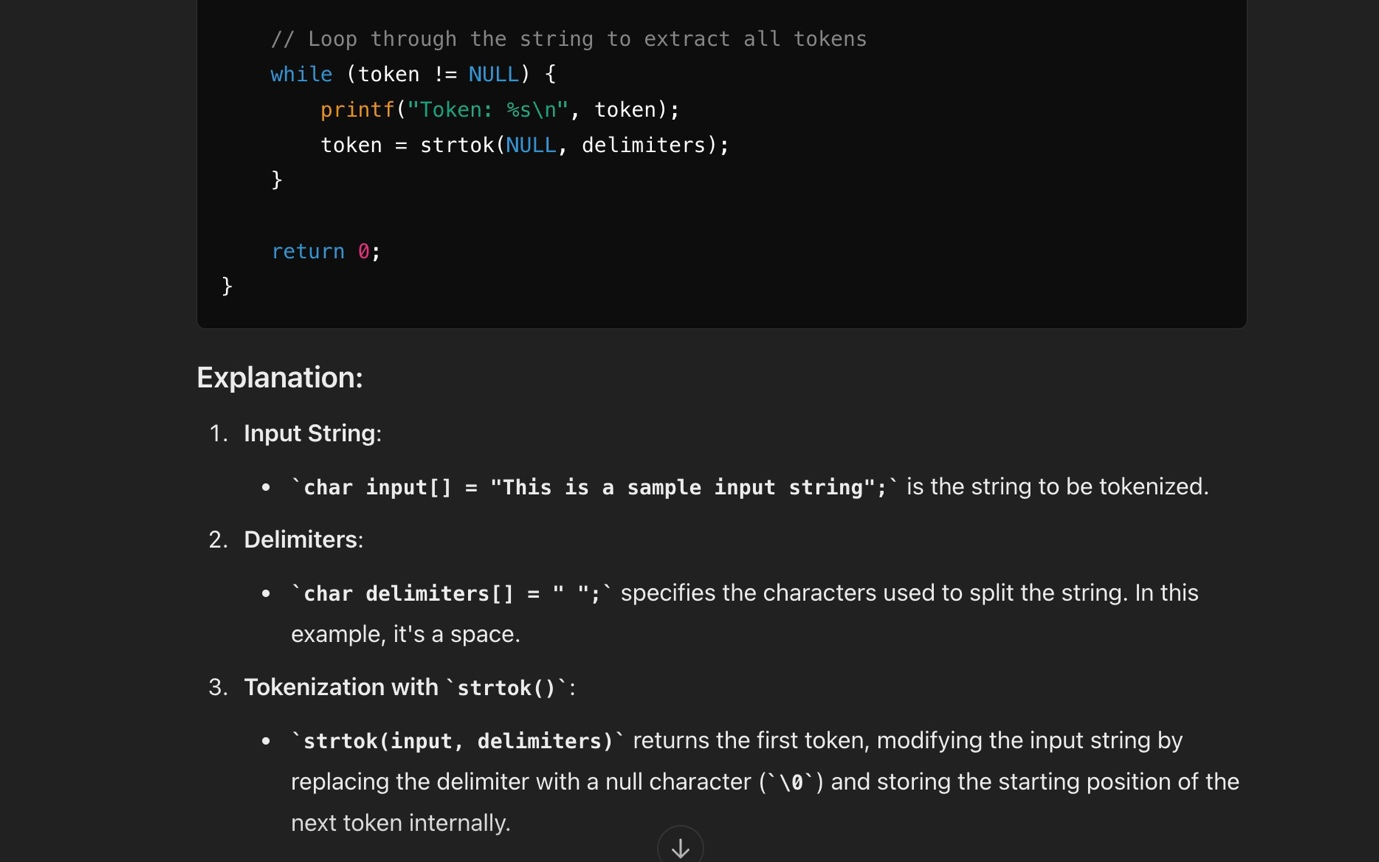 // Loop through the string to extract all tokens
while (token != NULL) {
printf("Token: %s\n", token);
token = strtok(NULL, delimiters);
}
return 0;
}
Explanation:
1. Input String:
• `char input[] = "This is a sample input string";` is the string to be tokenized.
2. Delimiters:
• `char delimiters[] = " ";` specifies the characters used to split the string. In this
example, it's a space.
3. Tokenization with `strtok()`:
• `strtok(input, delimiters)` returns the first token, modifying the input string by
replacing the delimiter with a null character (`\0`) and storing the starting position of the
next token internally.